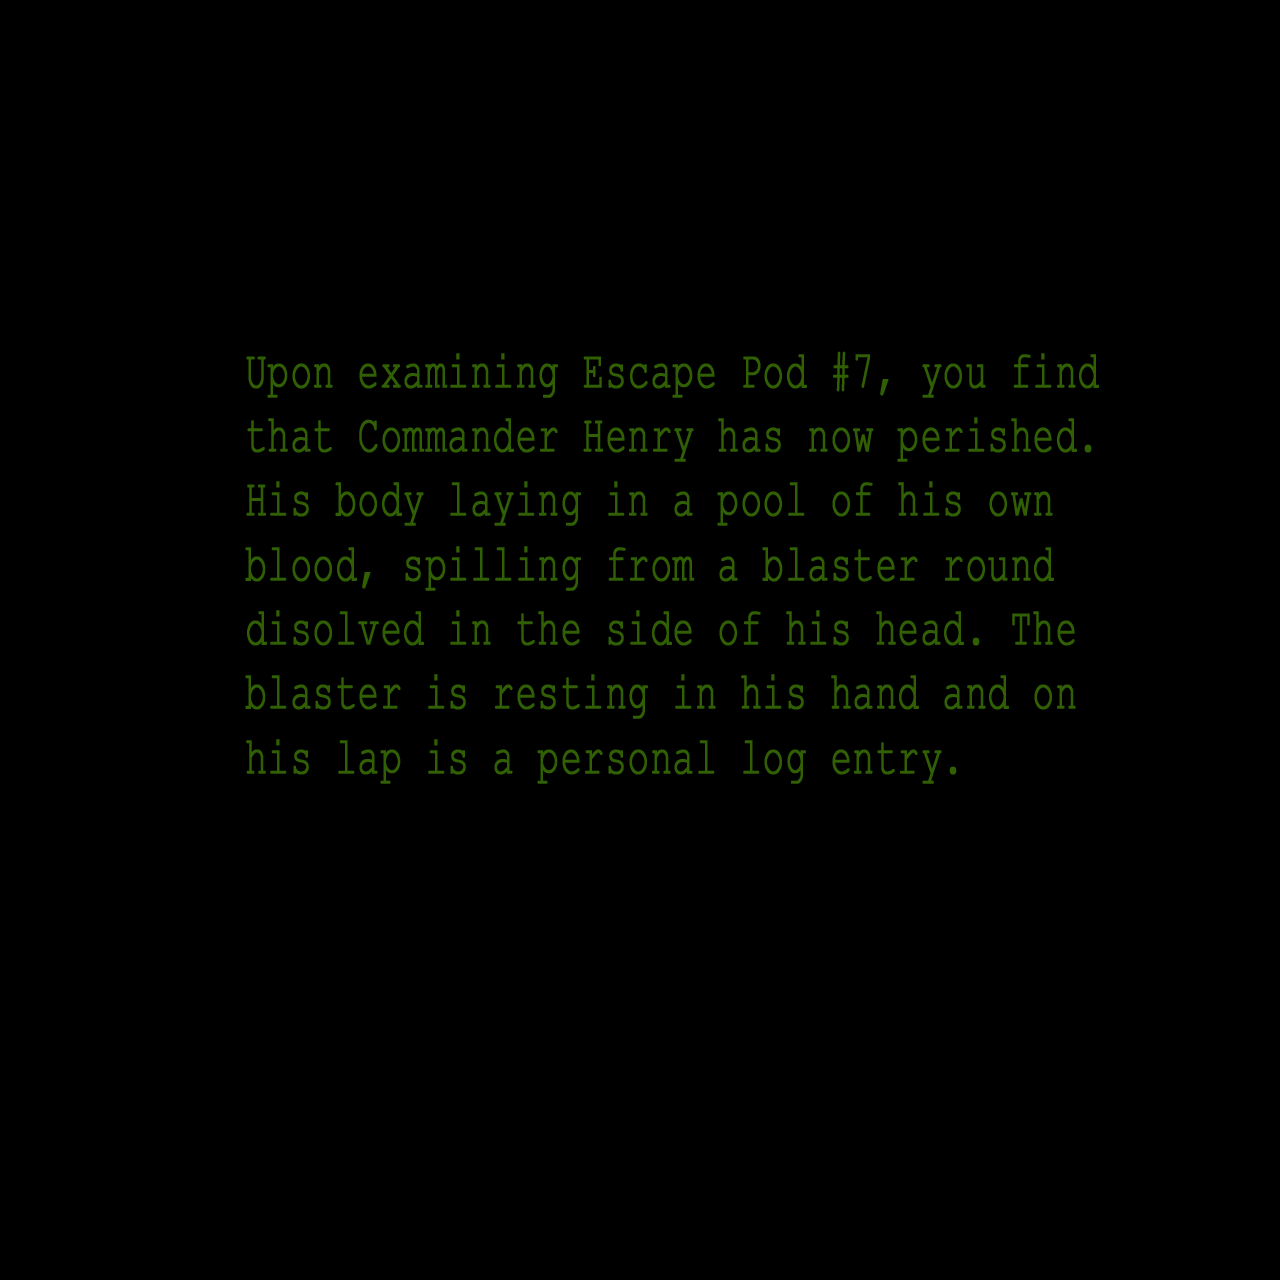 Upon examining Escape Pod #7, you find
that Commander Henry has now perished.
His body laying in a pool of his own
blood, spilling from a blaster round
disolved in the side of his head. The
blaster is resting in his hand and on
his lap is a personal log entry.